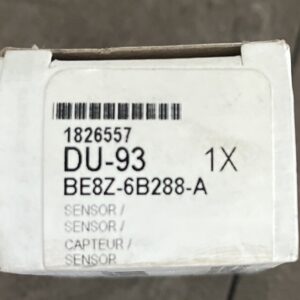 1826557
DU-93 1X
BE8Z-6B288-A
SENSOR /
SENSOR /
CAPTEUR /
SENSOR